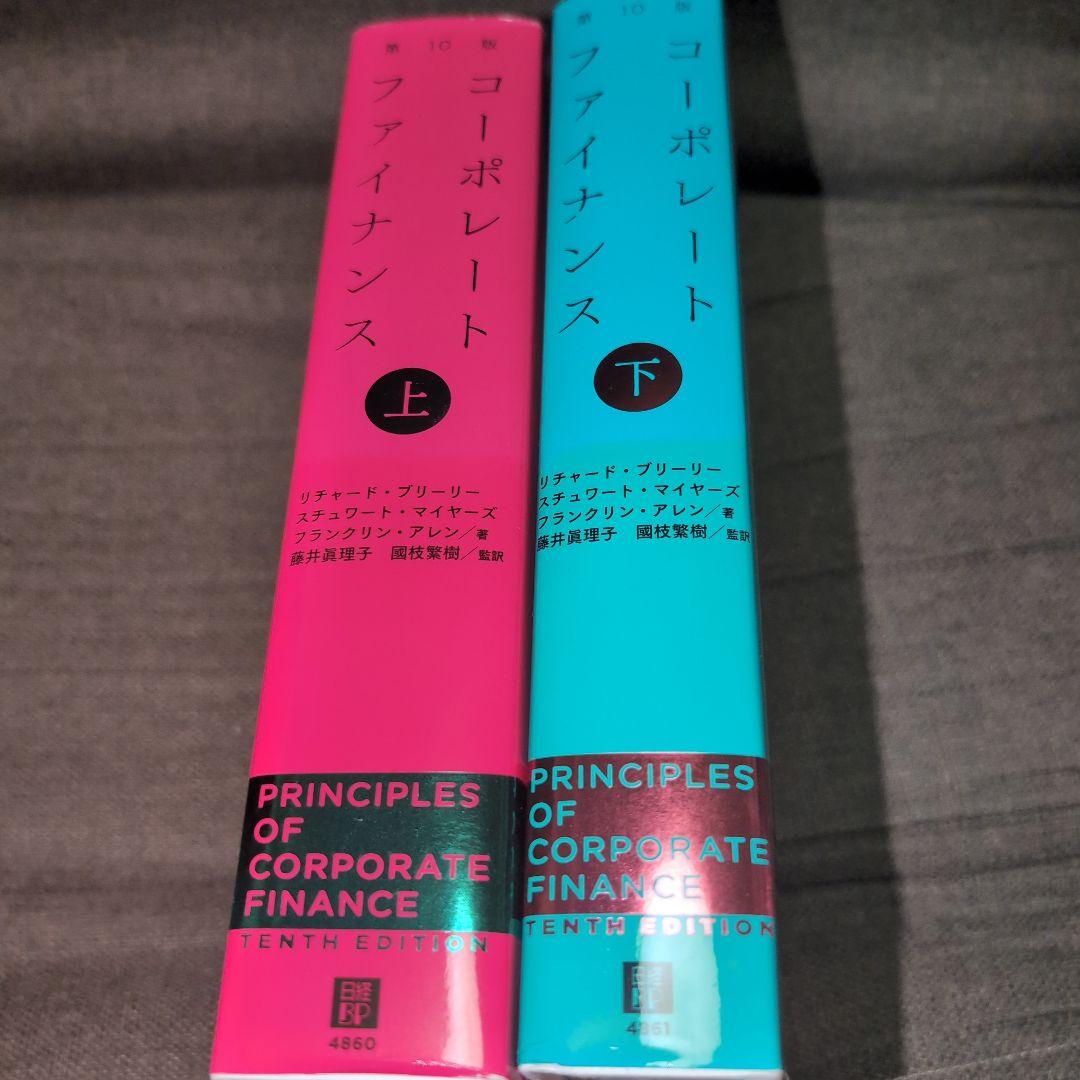 第10版
コーポレート
ファイナンス
上
リチャード・ブリーリー
スチュワート・マイヤーズ
フランクリン・アレン/著
藤井眞理子 國枝繁樹/監訳
PRINCIPLES
OF
CORPORATE
FINANCE
TENTH EDITION
日経
BP
4860
第10版
コーポレート
ファイナンス
下
リチャード・ブリーリー
スチュワート・マイヤーズ
フランクリン・アレン/著
藤井眞理子 國枝繁樹/監訳
PRINCIPLES
OF
CORPORATE
FINANCE
TENTH EDITION
日経
BP
4861